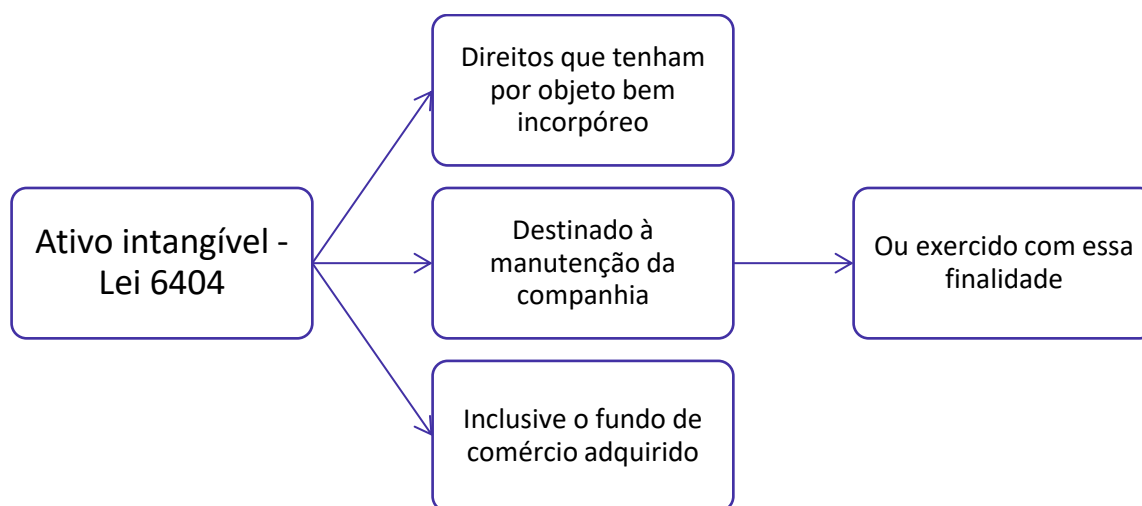 Direitos que tenham
por objeto bem
incorpóreo
Ativo intangível -
Lei 6404
Destinado à
manutenção da
companhia
Ou exercido com essa
finalidade
Inclusive o fundo de
comércio adquirido